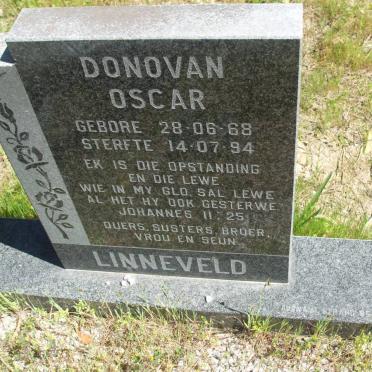 DONOVAN
OSCAR
GEBORE 28-06-68
STERFTE 14-07-94
EK IS DIE OPSTANDING
EN DIE LEWE
WIE IN MY GLO, SAL LEWE
AL HET HY OOK GESTERWE
JOHANNES 11:25
OUERS, SUSTERS, BROER,
VROU EN SEUN
LINNEVELD